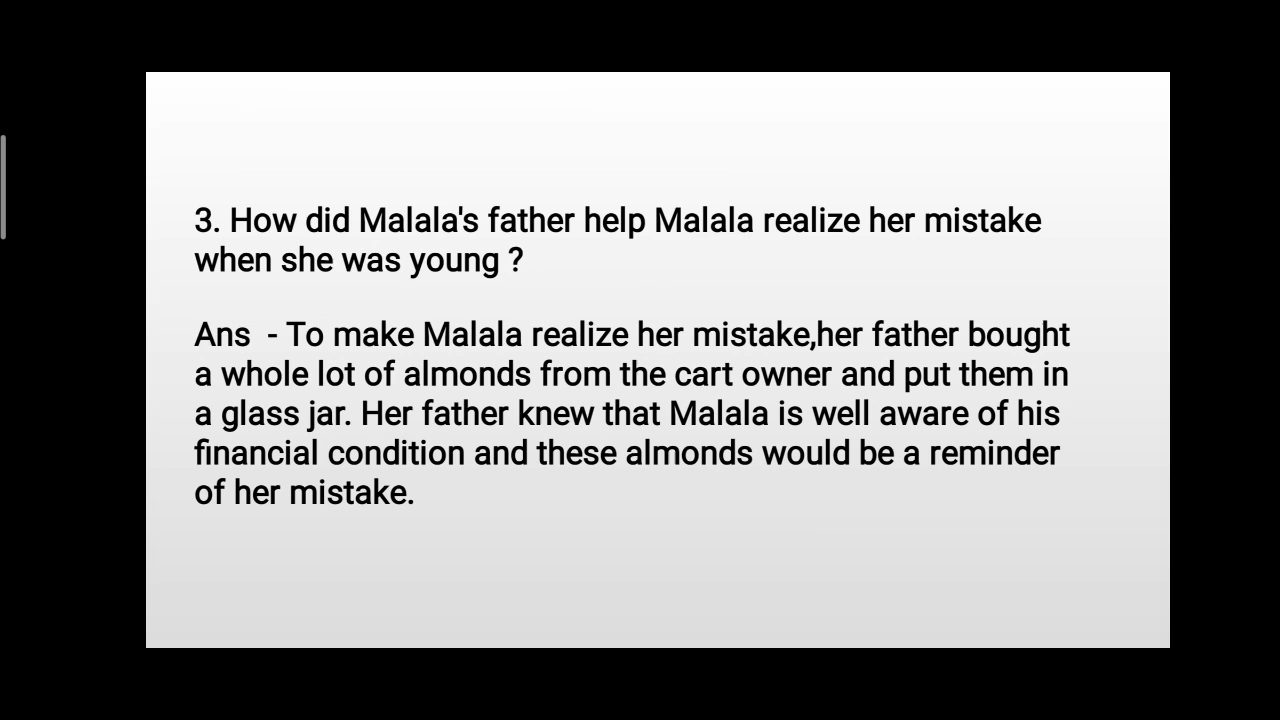 3. How did Malala's father help Malala realize her mistake
when she was young ?
Ans  - To make Malala realize her mistake,her father bought
a whole lot of almonds from the cart owner and put them in
a glass jar. Her father knew that Malala is well aware of his
financial condition and these almonds would be a reminder
of her mistake.